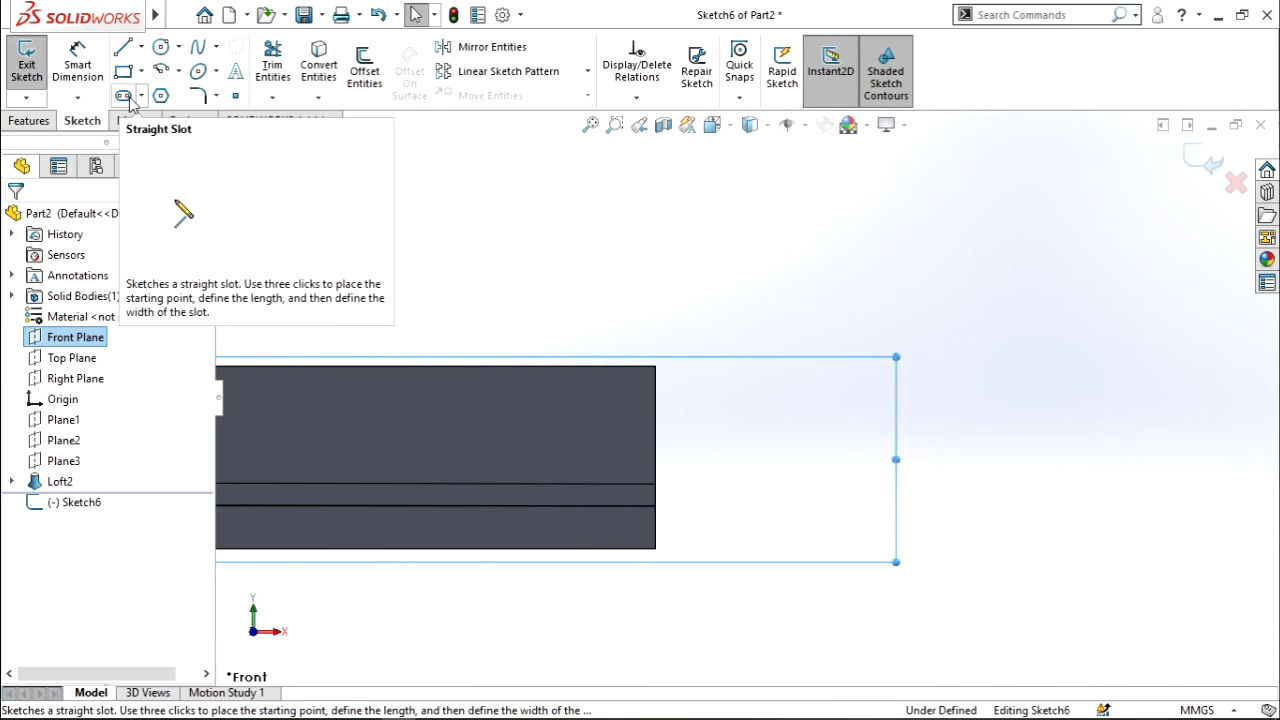 SOLIDWORKS
Sketch6 of Part2 *
Search Commands
?
Exit Sketch
Smart Dimension
Trim Entities
Convert Entities
Offset Entities
Offset On Surface
Mirror Entities
Linear Sketch Pattern
Move Entities
Display/Delete Relations
Repair Sketch
Quick Snaps
Rapid Sketch
Instant2D
Shaded Sketch Contours
Features
Sketch
Straight Slot
Sketches a straight slot. Use three clicks to place the
starting point, define the length, and then define the
width of the slot.
Part2 (Default<<D
History
Sensors
Annotations
Solid Bodies(1)
Material <not
Front Plane
Top Plane
Right Plane
Origin
Plane1
Plane2
Plane3
Loft2
(-) Sketch6
Y
X
*Front
Model
3D Views
Motion Study 1
Sketches a straight slot. Use three clicks to place the starting point, define the length, and then define the width of the ...
Under Defined
Editing Sketch6
MMGS